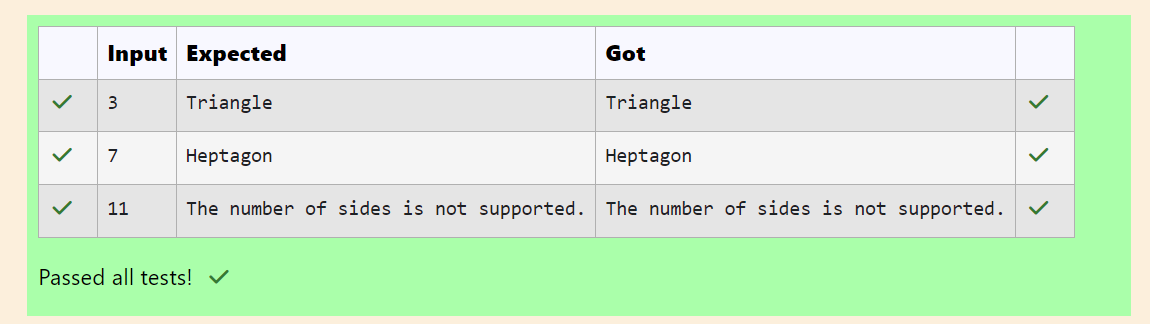 Input Expected Got
3 Triangle Triangle
7 Heptagon Heptagon
11 The number of sides is not supported. The number of sides is not supported.
Passed all tests!